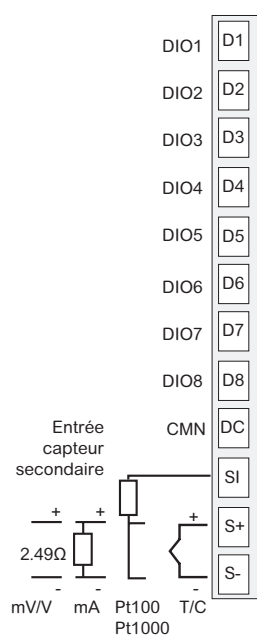 DIO1 D1
DIO2 D2
DIO3 D3
DIO4 D4
DIO5 D5
DIO6 D6
DIO7 D7
DIO8 D8
CMN DC
Entrée
capteur
secondaire
SI
+ + + S+
2.49Ω
- - - S-
mV/V mA Pt100 T/C
Pt1000